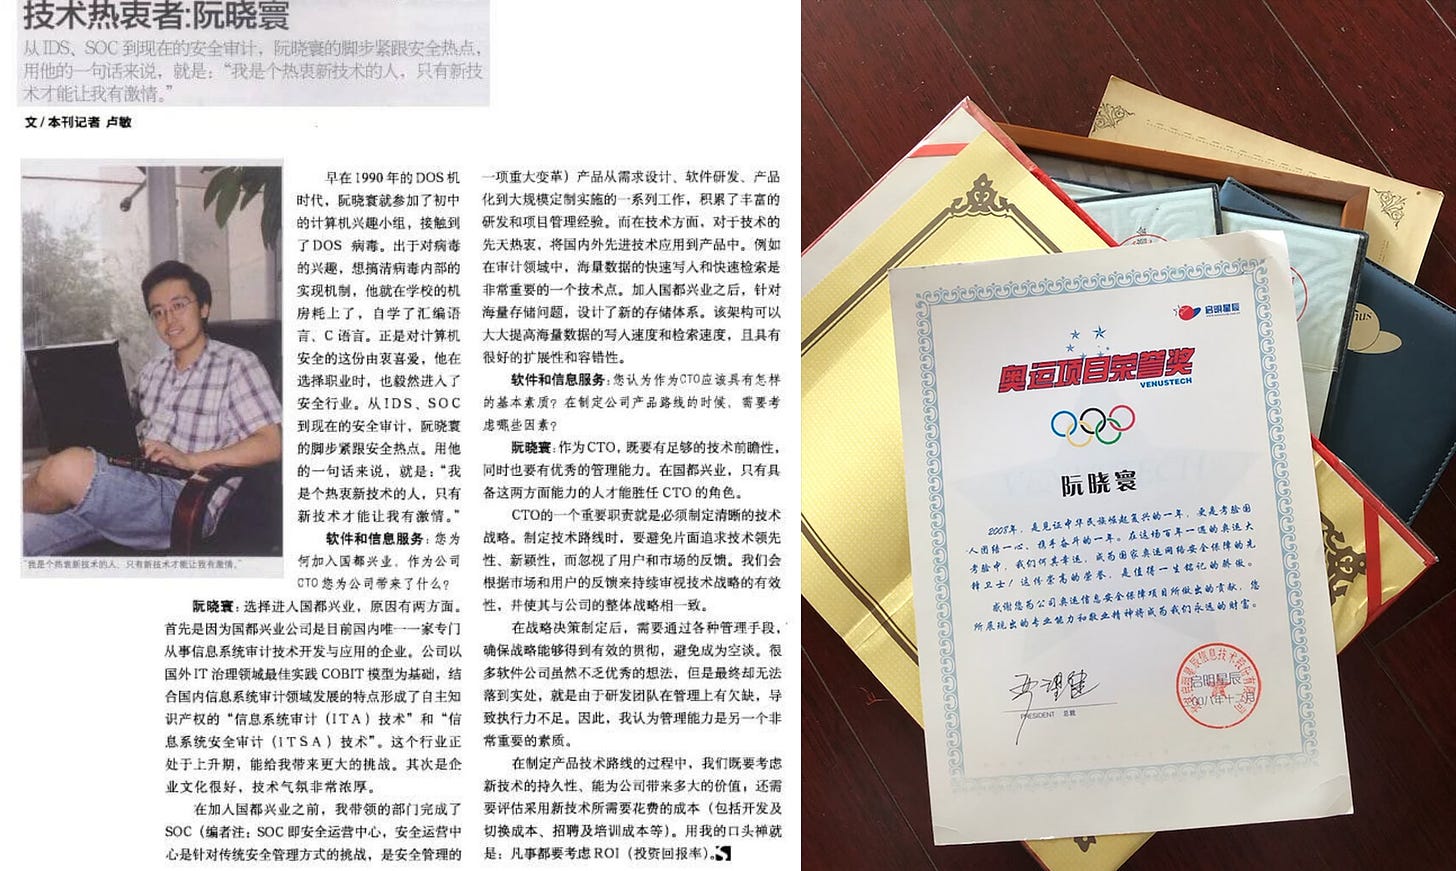 技术热衷者:阮晓寰
从IDS、SOC到现在的安全审计，阮晓寰的脚步紧跟安全热点，
用他的一句话来说，就是：“我是个热衷新技术的人，只有新技
术才能让我有激情。”
文/本刊记者 卢敏
早在1990年的DOS机
时代，阮晓寰就参加了初中
的计算机兴趣小组，接触到
了DOS 病毒。出于对病毒
的兴趣，想搞清病毒内部的
实现机制，他就在学校的机
房耗上了，自学了汇编语
言、C语言。正是对计算机
安全的这份由衷喜爱，他在
选择职业时，也毅然进入了
安全行业。从IDS、SOC
到现在的安全审计，阮晓寰
的脚步紧跟安全热点。用他
的一句话来说，就是：“我
是个热衷新技术的人，只有
新技术才能让我有激情。”
软件和信息服务：您为
何加入国都兴业，作为公司
CTO您为公司带来了什么？
“我是个热衷新技术的人，只有新技术才能让我有激情。”
阮晓寰：选择进入国都兴业，原因有两方面。
首先是因为国都兴业公司是目前国内唯一一家专门
从事信息系统审计技术开发与应用的企业。公司以
国外IT治理领域最佳实践COBIT模型为基础，结
合国内信息系统审计领域发展的特点形成了自主知
识产权的“信息系统审计（ITA）技术”和“信
息系统安全审计（ITSA）技术”。这个行业正
处于上升期，能给我带来更大的挑战。其次是企
业文化很好，技术气氛非常浓厚。
在加入国都兴业之前，我带领的部门完成了
SOC（编者注：SOC即安全运营中心，安全运营中
心是针对传统安全管理方式的挑战，是安全管理的
一项重大变革）产品从需求设计、软件研发、产品
化到大规模定制实施的一系列工作，积累了丰富的
研发和项目管理经验。而在技术方面，对于技术的
先天热衷，将国内外先进技术应用到产品中。例如
在审计领域中，海量数据的快速写入和快速检索是
非常重要的一个技术点。加入国都兴业之后，针对
海量存储问题，设计了新的存储体系。该架构可以
大大提高海量数据的写入速度和检索速度，且具有
很好的扩展性和容错性。
软件和信息服务：您认为作为CTO应该具有怎样
的基本素质？在制定公司产品路线的时候，需要考
虑哪些因素？
阮晓寰：作为CTO，既要有足够的技术前瞻性，
同时也要有优秀的管理能力。在国都兴业，只有具
备这两方面能力的人才能胜任CTO的角色。
CTO的一个重要职责就是必须制定清晰的技术
战略。制定技术路线时，要避免片面追求技术领先
性、新颖性，而忽视了用户和市场的反馈。我们会
根据市场和用户的反馈来持续审视技术战略的有效
性，并使其与公司的整体战略相一致。
在战略决策制定后，需要通过各种管理手段，
确保战略能够得到有效的贯彻，避免成为空谈。很
多软件公司虽然不乏优秀的想法，但是最终却无法
落到实处，就是由于研发团队在管理上有欠缺，导
致执行力不足。因此，我认为管理能力是另一个非
常重要的素质。
在制定产品技术路线的过程中，我们既要考虑
新技术的持久性、能为公司带来多大的价值；还需
要评估采用新技术所需要花费的成本（包括开发及
切换成本、招聘及培训成本等）。用我的口头禅就
是：凡事都要考虑ROI（投资回报率）。
启明星辰
奥运项目荣誉奖
VENUSTECH
阮晓寰
2008年，是见证中华民族崛起复兴的一年，更是考验国
人团结一心、携手奋斗的一年。在这场百年一遇的奥运大
考验中，我们何其幸运，成为国家奥运网络安全保障的先
锋卫士！这份崇高的荣誉，是值得一生铭记的骄傲。
感谢您为公司奥运信息安全保障项目所做出的贡献，您
所展现出的专业能力和敬业精神将成为我们永远的财富。
PRESIDENT 总裁
启明星辰